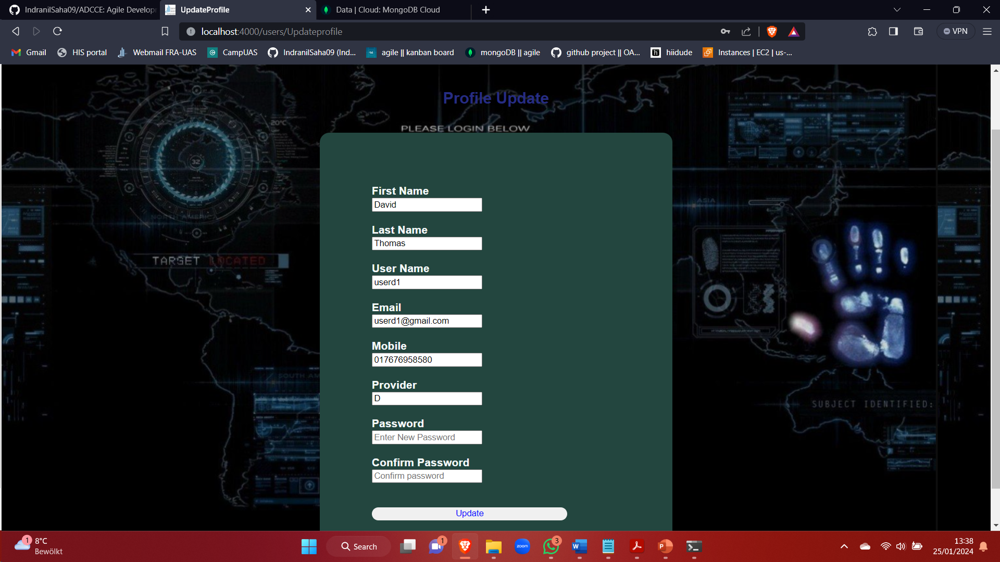 IndranilSaha09/ADCCE: Agile Develop
UpdateProfile
Data | Cloud: MongoDB Cloud
localhost:4000/users/Updateprofile
VPN
Gmail
HIS portal
Webmail FRA-UAS
CampUAS
IndranilSaha09 (Ind...
agile || kanban board
mongoDB || agile
github project || OA...
hiidude
Instances | EC2 | us-...
Profile Update
PLEASE LOGIN BELOW
20°C
32
NORTH AMERICA
ASIA
TARGET LOCATED
SOUTH AM
SUBJECT IDENTIFIED:
First Name
David
Last Name
Thomas
User Name
userd1
Email
userd1@gmail.com
Mobile
017676958580
Provider
D
Password
Enter New Password
Confirm Password
Confirm password
Update
1
8°C
Bewölkt
Search
1
zoom
3
13:38
25/01/2024